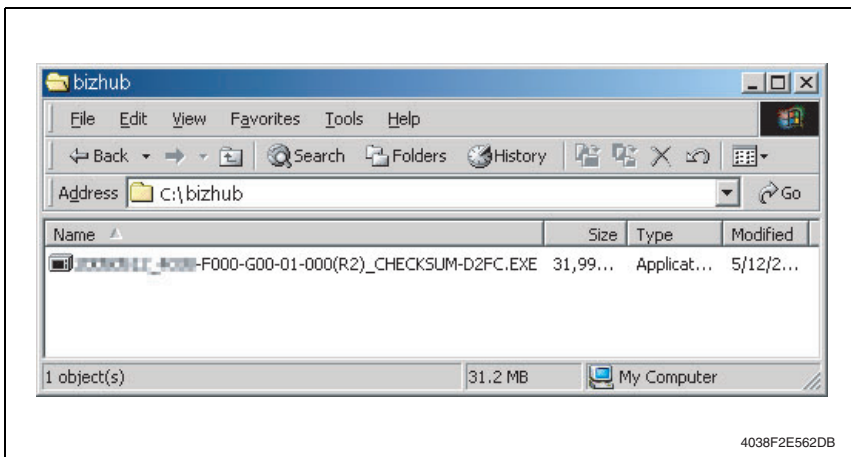 bizhub
File Edit View Favorites Tools Help
Back Search Folders History
Address C:\bizhub Go
Name Size Type Modified
-F000-G00-01-000(R2)_CHECKSUM-D2FC.EXE 31,99... Applicat... 5/12/2...
1 object(s) 31.2 MB My Computer
4038F2E562DB